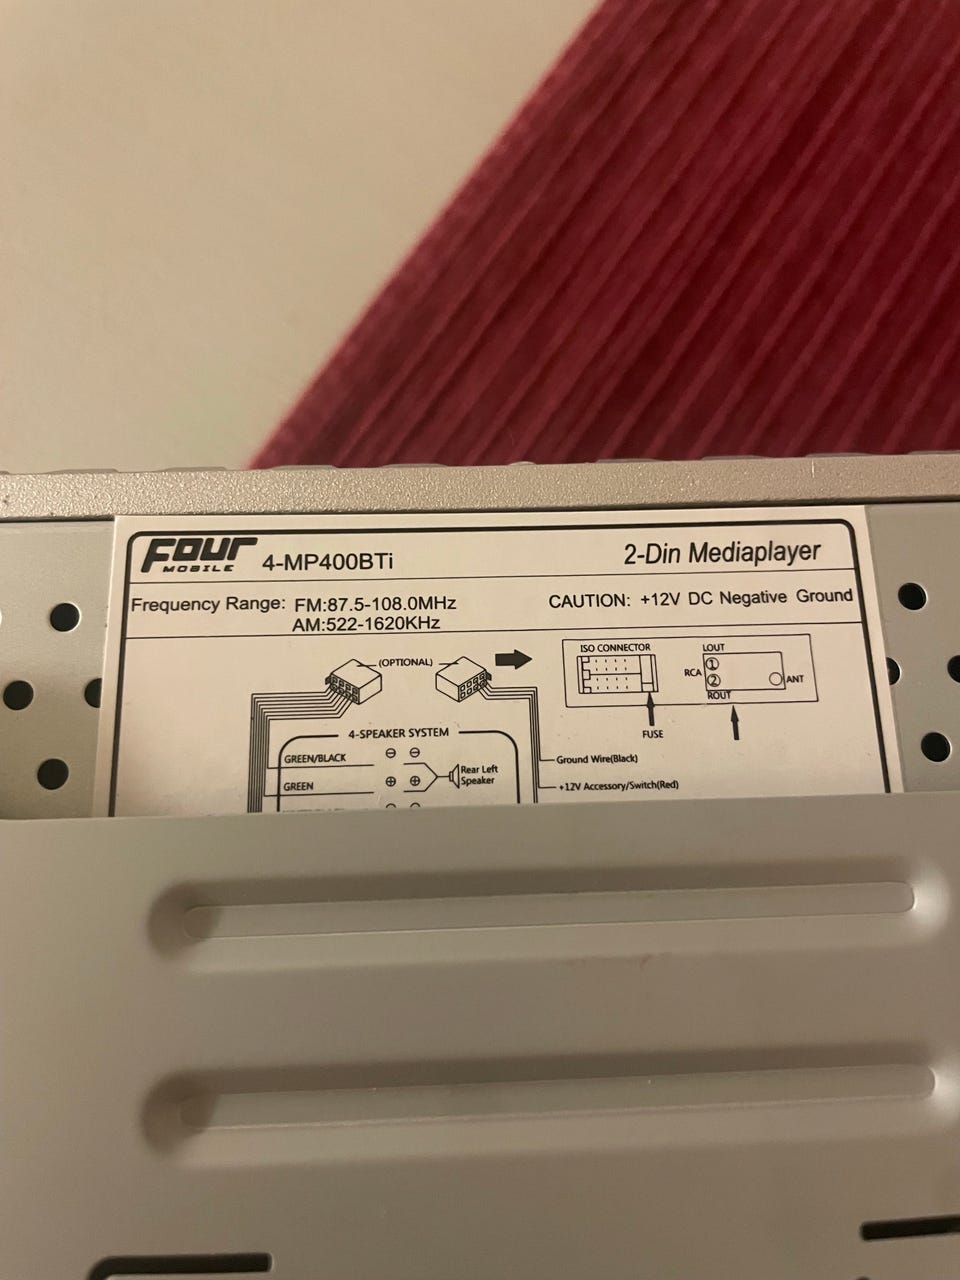 Four
MOBILE
4-MP400BTi
2-Din Mediaplayer
Frequency Range: FM:87.5-108.0MHz
AM:522-1620KHz
CAUTION: +12V DC Negative Ground
(OPTIONAL)
ISO CONNECTOR
FUSE
LOUT
RCA
1
2
ROUT
ANT
4-SPEAKER SYSTEM
GREEN/BLACK
GREEN
Rear Left
Speaker
Ground Wire(Black)
+12V Accessory/Switch(Red)